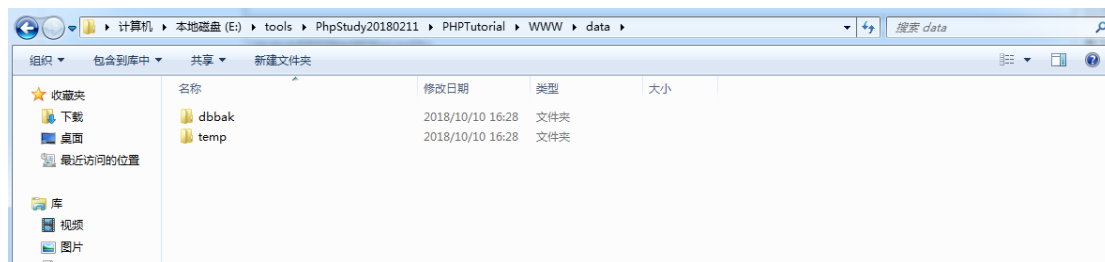 计算机 本地磁盘 (E:) tools PhpStudy20180211 PHPTutorial WWW data 搜索 data
组织 包含到库中 共享 新建文件夹
收藏夹
下载
桌面
最近访问的位置
库
视频
图片
名称 修改日期 类型 大小
dbbak 2018/10/10 16:28 文件夹
temp 2018/10/10 16:28 文件夹